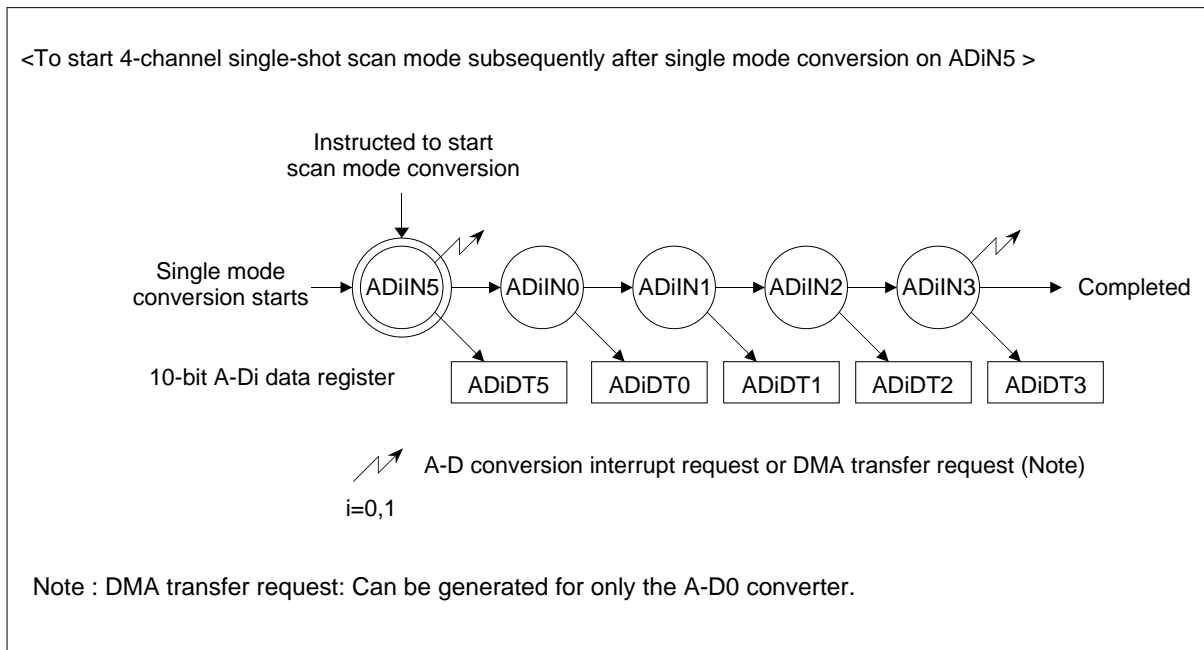 <To start 4-channel single-shot scan mode subsequently after single mode conversion on ADiN5 >
Instructed to start
scan mode conversion
Single mode
conversion starts
ADiIN5
ADiIN0
ADiIN1
ADiIN2
ADiIN3
Completed
10-bit A-Di data register
ADiDT5
ADiDT0
ADiDT1
ADiDT2
ADiDT3
A-D conversion interrupt request or DMA transfer request (Note)
i=0,1
Note : DMA transfer request: Can be generated for only the A-D0 converter.